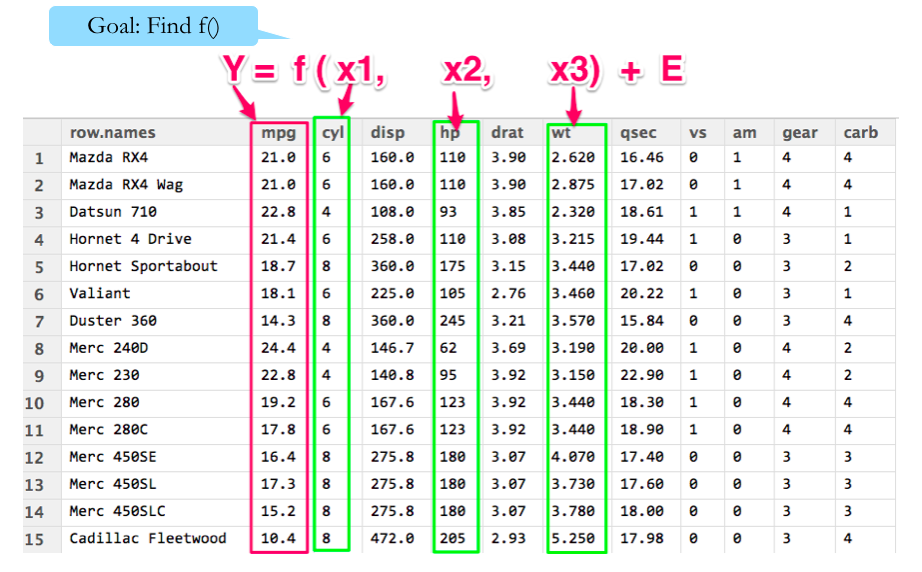 Goal: Find f()
Y = f ( x1, x2, x3) + E
row.names mpg cyl disp hp drat wt qsec vs am gear carb
1 Mazda RX4 21.0 6 160.0 110 3.90 2.620 16.46 0 1 4 4
2 Mazda RX4 Wag 21.0 6 160.0 110 3.90 2.875 17.02 0 1 4 4
3 Datsun 710 22.8 4 108.0 93 3.85 2.320 18.61 1 1 4 1
4 Hornet 4 Drive 21.4 6 258.0 110 3.08 3.215 19.44 1 0 3 1
5 Hornet Sportabout 18.7 8 360.0 175 3.15 3.440 17.02 0 0 3 2
6 Valiant 18.1 6 225.0 105 2.76 3.460 20.22 1 0 3 1
7 Duster 360 14.3 8 360.0 245 3.21 3.570 15.84 0 0 3 4
8 Merc 240D 24.4 4 146.7 62 3.69 3.190 20.00 1 0 4 2
9 Merc 230 22.8 4 140.8 95 3.92 3.150 22.90 1 0 4 2
10 Merc 280 19.2 6 167.6 123 3.92 3.440 18.30 1 0 4 4
11 Merc 280C 17.8 6 167.6 123 3.92 3.440 18.90 1 0 4 4
12 Merc 450SE 16.4 8 275.8 180 3.07 4.070 17.40 0 0 3 3
13 Merc 450SL 17.3 8 275.8 180 3.07 3.730 17.60 0 0 3 3
14 Merc 450SLC 15.2 8 275.8 180 3.07 3.780 18.00 0 0 3 3
15 Cadillac Fleetwood 10.4 8 472.0 205 2.93 5.250 17.98 0 0 3 4